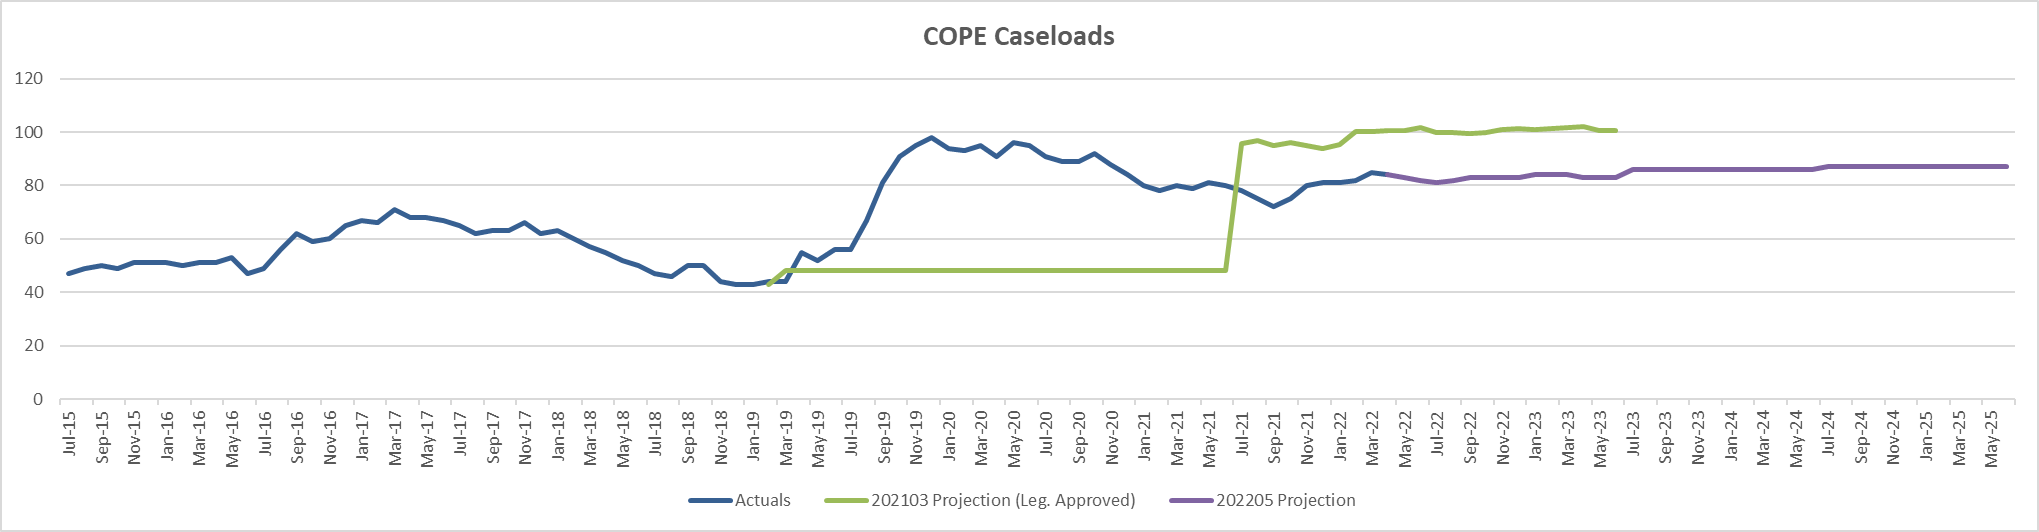 COPE Caseloads
120
100
80
60
40
20
0
Jul-15
Sep-15
Nov-15
Jan-16
Mar-16
May-16
Jul-16
Sep-16
Nov-16
Jan-17
Mar-17
May-17
Jul-17
Sep-17
Nov-17
Jan-18
Mar-18
May-18
Jul-18
Sep-18
Nov-18
Jan-19
Mar-19
May-19
Jul-19
Sep-19
Nov-19
Jan-20
Mar-20
May-20
Jul-20
Sep-20
Nov-20
Jan-21
Mar-21
May-21
Jul-21
Sep-21
Nov-21
Jan-22
Mar-22
May-22
Jul-22
Sep-22
Nov-22
Jan-23
Mar-23
May-23
Jul-23
Sep-23
Nov-23
Jan-24
Mar-24
May-24
Jul-24
Sep-24
Nov-24
Jan-25
Mar-25
May-25
Actuals
202103 Projection (Leg. Approved)
202205 Projection